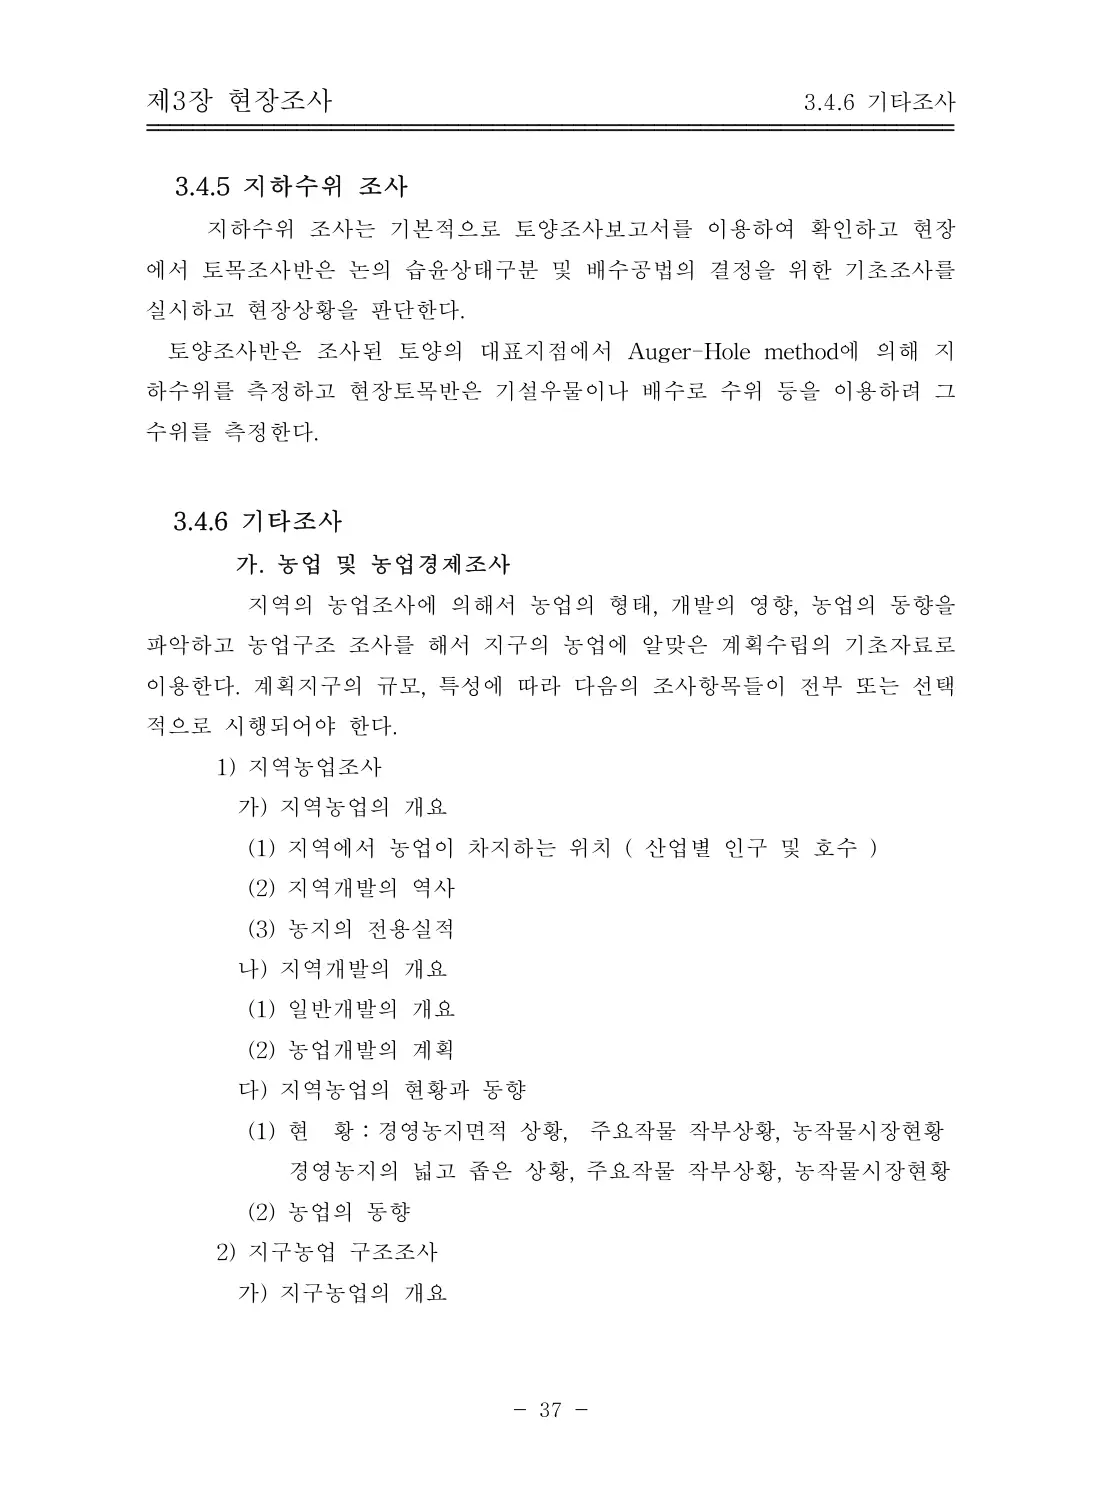 제3장 현장조사
3.4.6 기타조사
3.4.5 지하수위 조사
지하수위 조사는 기본적으로 토양조사보고서를 이용하여 확인하고 현장
에서 토목조사반은 논의 습윤상태구분 및 배수공법의 결정을 위한 기초조사를
실시하고 현장상황을 판단한다.
토양조사반은 조사된 토양의 대표지점에서 Auger-Hole method에 의해 지
하수위를 측정하고 현장토목반은 기설우물이나 배수로 수위 등을 이용하려 그
수위를 측정한다.
3.4.6 기타조사
가. 농업 및 농업경제조사
지역의 농업조사에 의해서 농업의 형태, 개발의 영향, 농업의 동향을
파악하고 농업구조 조사를 해서 지구의 농업에 알맞은 계획수립의 기초자료로
이용한다. 계획지구의 규모, 특성에 따라 다음의 조사항목들이 전부 또는 선택
적으로 시행되어야 한다.
1) 지역농업조사
가) 지역농업의 개요
(1) 지역에서 농업이 차지하는 위치 ( 산업별 인구 및 호수 )
(2) 지역개발의 역사
(3) 농지의 전용실적
나) 지역개발의 개요
(1) 일반개발의 개요
(2) 농업개발의 계획
다) 지역농업의 현황과 동향
(1) 현 황 : 경영농지면적 상황, 주요작물 작부상황, 농작물시장현황
경영농지의 넓고 좁은 상황, 주요작물 작부상황, 농작물시장현황
(2) 농업의 동향
2) 지구농업 구조조사
가) 지구농업의 개요
- 37 -